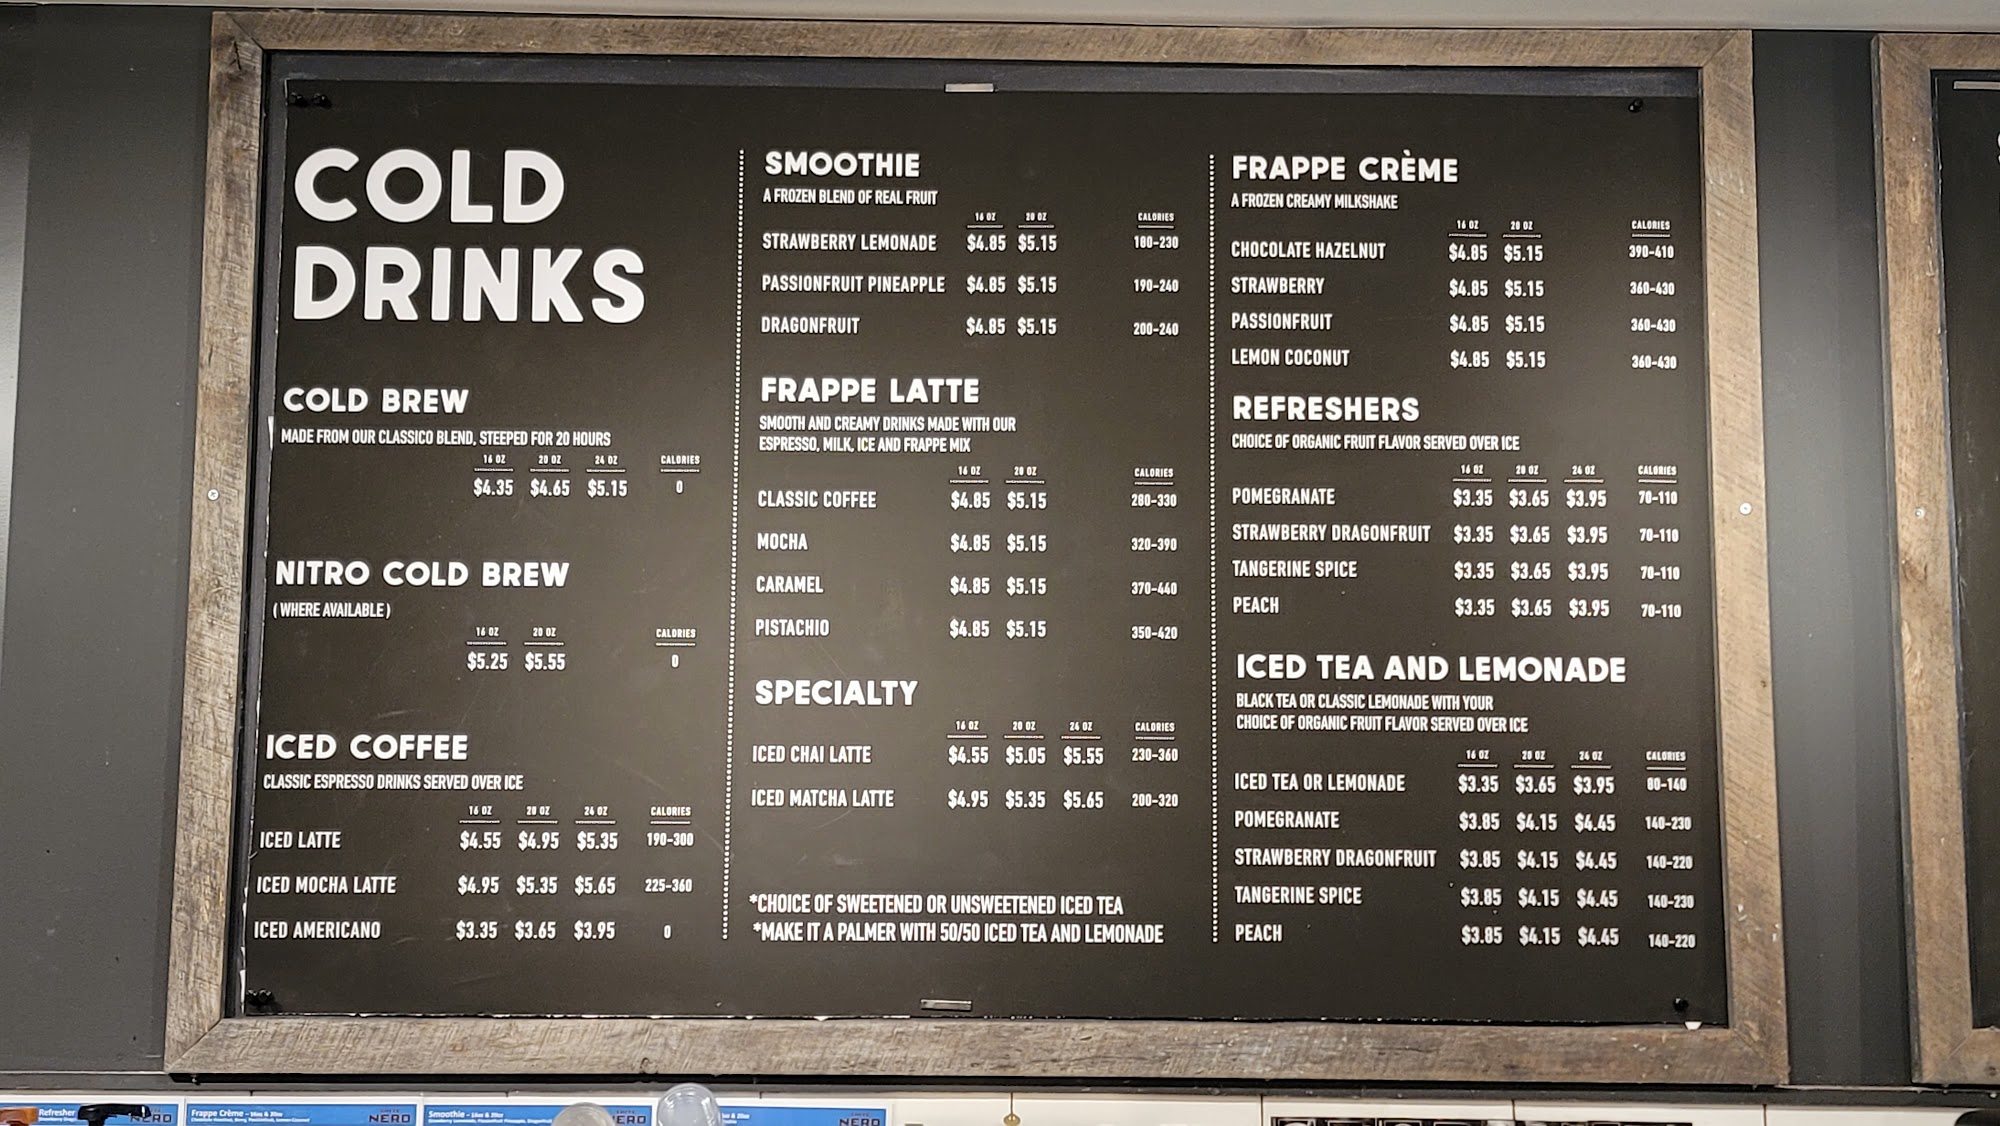 COLD
DRINKS
COLD BREW
MADE FROM OUR CLASSICO BLEND, STEEPED FOR 20 HOURS
16 OZ 20 OZ 24 OZ CALORIES
$4.35 $4.65 $5.15 0
NITRO COLD BREW
( WHERE AVAILABLE )
16 OZ 20 OZ CALORIES
$5.25 $5.55 0
ICED COFFEE
CLASSIC ESPRESSO DRINKS SERVED OVER ICE
16 OZ 20 OZ 24 OZ CALORIES
ICED LATTE $4.55 $4.95 $5.35 190-300
ICED MOCHA LATTE $4.95 $5.35 $5.65 225-360
ICED AMERICANO $3.35 $3.65 $3.95 0
SMOOTHIE
A FROZEN BLEND OF REAL FRUIT
16 OZ 20 OZ CALORIES
STRAWBERRY LEMONADE $4.85 $5.15 180-230
PASSIONFRUIT PINEAPPLE $4.85 $5.15 190-240
DRAGONFRUIT $4.85 $5.15 200-240
FRAPPE LATTE
SMOOTH AND CREAMY DRINKS MADE WITH OUR
ESPRESSO, MILK, ICE AND FRAPPE MIX
16 OZ 20 OZ CALORIES
CLASSIC COFFEE $4.85 $5.15 280-330
MOCHA $4.85 $5.15 320-390
CARAMEL $4.85 $5.15 370-440
PISTACHIO $4.85 $5.15 350-420
SPECIALTY
16 OZ 20 OZ 24 OZ CALORIES
ICED CHAI LATTE $4.55 $5.05 $5.55 230-360
ICED MATCHA LATTE $4.95 $5.35 $5.65 200-320
*CHOICE OF SWEETENED OR UNSWEETENED ICED TEA
*MAKE IT A PALMER WITH 50/50 ICED TEA AND LEMONADE
FRAPPE CRÈME
A FROZEN CREAMY MILKSHAKE
16 OZ 20 OZ CALORIES
CHOCOLATE HAZELNUT $4.85 $5.15 390-410
STRAWBERRY $4.85 $5.15 360-430
PASSIONFRUIT $4.85 $5.15 360-430
LEMON COCONUT $4.85 $5.15 360-430
REFRESHERS
CHOICE OF ORGANIC FRUIT FLAVOR SERVED OVER ICE
16 OZ 20 OZ 24 OZ CALORIES
POMEGRANATE $3.35 $3.65 $3.95 70-110
STRAWBERRY DRAGONFRUIT $3.35 $3.65 $3.95 70-110
TANGERINE SPICE $3.35 $3.65 $3.95 70-110
PEACH $3.35 $3.65 $3.95 70-110
ICED TEA AND LEMONADE
BLACK TEA OR CLASSIC LEMONADE WITH YOUR
CHOICE OF ORGANIC FRUIT FLAVOR SERVED OVER ICE
16 OZ 20 OZ 24 OZ CALORIES
ICED TEA OR LEMONADE $3.35 $3.65 $3.95 80-140
POMEGRANATE $3.85 $4.15 $4.45 140-230
STRAWBERRY DRAGONFRUIT $3.85 $4.15 $4.45 140-220
TANGERINE SPICE $3.85 $4.15 $4.45 140-230
PEACH $3.85 $4.15 $4.45 140-220
Refresher
Frappe Crème - 16oz & 20oz
NERO
Smoothie - 16oz & 20oz
NERO
& 20oz
NERO